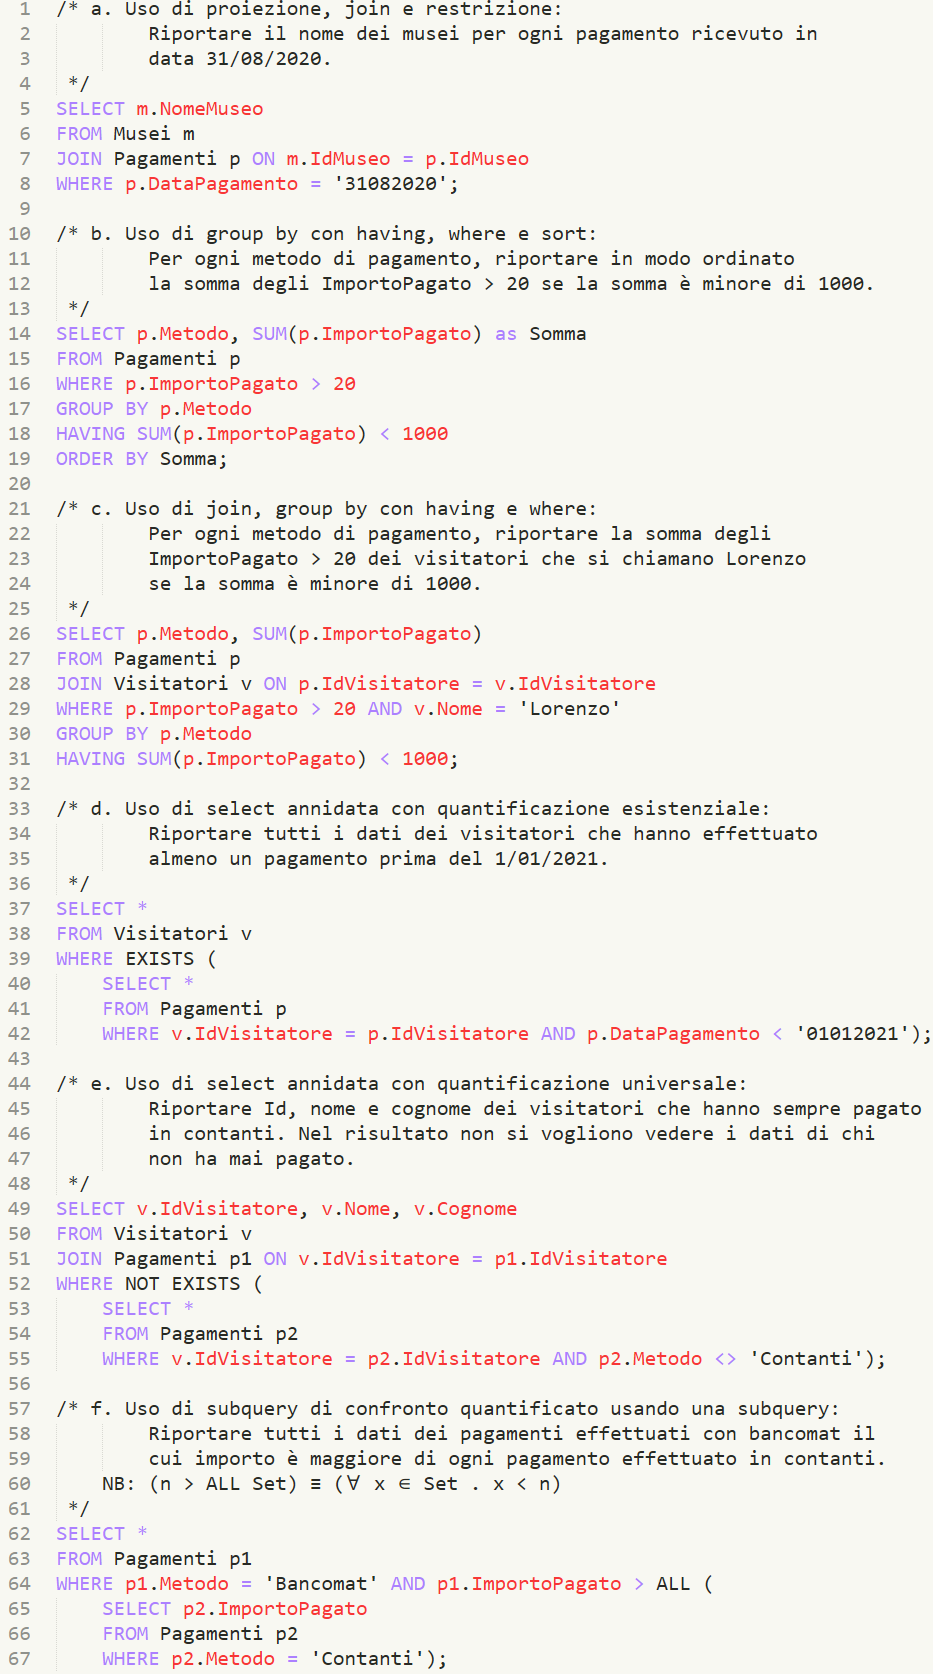 1 /* a. Uso di proiezione, join e restrizione:
2 Riportare il nome dei musei per ogni pagamento ricevuto in
3 data 31/08/2020.
4 */
5 SELECT m.NomeMuseo
6 FROM Musei m
7 JOIN Pagamenti p ON m.IdMuseo = p.IdMuseo
8 WHERE p.DataPagamento = '31082020';
9
10 /* b. Uso di group by con having, where e sort:
11 Per ogni metodo di pagamento, riportare in modo ordinato
12 la somma degli ImportoPagato > 20 se la somma è minore di 1000.
13 */
14 SELECT p.Metodo, SUM(p.ImportoPagato) as Somma
15 FROM Pagamenti p
16 WHERE p.ImportoPagato > 20
17 GROUP BY p.Metodo
18 HAVING SUM(p.ImportoPagato) < 1000
19 ORDER BY Somma;
20
21 /* c. Uso di join, group by con having e where:
22 Per ogni metodo di pagamento, riportare la somma degli
23 ImportoPagato > 20 dei visitatori che si chiamano Lorenzo
24 se la somma è minore di 1000.
25 */
26 SELECT p.Metodo, SUM(p.ImportoPagato)
27 FROM Pagamenti p
28 JOIN Visitatori v ON p.IdVisitatore = v.IdVisitatore
29 WHERE p.ImportoPagato > 20 AND v.Nome = 'Lorenzo'
30 GROUP BY p.Metodo
31 HAVING SUM(p.ImportoPagato) < 1000;
32
33 /* d. Uso di select annidata con quantificazione esistenziale:
34 Riportare tutti i dati dei visitatori che hanno effettuato
35 almeno un pagamento prima del 1/01/2021.
36 */
37 SELECT *
38 FROM Visitatori v
39 WHERE EXISTS (
40 SELECT *
41 FROM Pagamenti p
42 WHERE v.IdVisitatore = p.IdVisitatore AND p.DataPagamento < '01012021');
43
44 /* e. Uso di select annidata con quantificazione universale:
45 Riportare Id, nome e cognome dei visitatori che hanno sempre pagato
46 in contanti. Nel risultato non si vogliono vedere i dati di chi
47 non ha mai pagato.
48 */
49 SELECT v.IdVisitatore, v.Nome, v.Cognome
50 FROM Visitatori v
51 JOIN Pagamenti p1 ON v.IdVisitatore = p1.IdVisitatore
52 WHERE NOT EXISTS (
53 SELECT *
54 FROM Pagamenti p2
55 WHERE v.IdVisitatore = p2.IdVisitatore AND p2.Metodo <> 'Contanti');
56
57 /* f. Uso di subquery di confronto quantificato usando una subquery:
58 Riportare tutti i dati dei pagamenti effettuati con bancomat il
59 cui importo è maggiore di ogni pagamento effettuato in contanti.
60 NB: (n > ALL Set) ≡ (∀ x ∈ Set . x < n)
61 */
62 SELECT *
63 FROM Pagamenti p1
64 WHERE p1.Metodo = 'Bancomat' AND p1.ImportoPagato > ALL (
65 SELECT p2.ImportoPagato
66 FROM Pagamenti p2
67 WHERE p2.Metodo = 'Contanti');